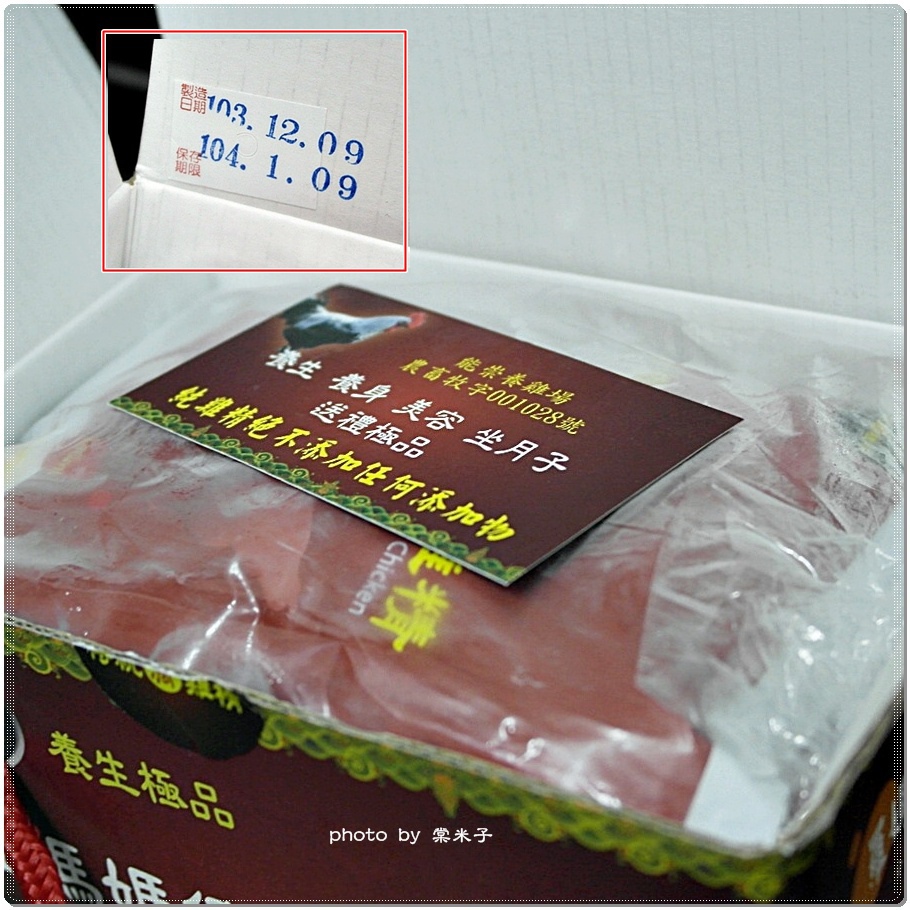 製造日期 103.12.09
保存期限 104.1.09
能崇養雞場
農畜牧字001028號
養生 養身 美容 坐月子
送禮極品
純雞精絕不添加任何添加物
精
Chicken
養生極品
媽媽
photo by 棠米子